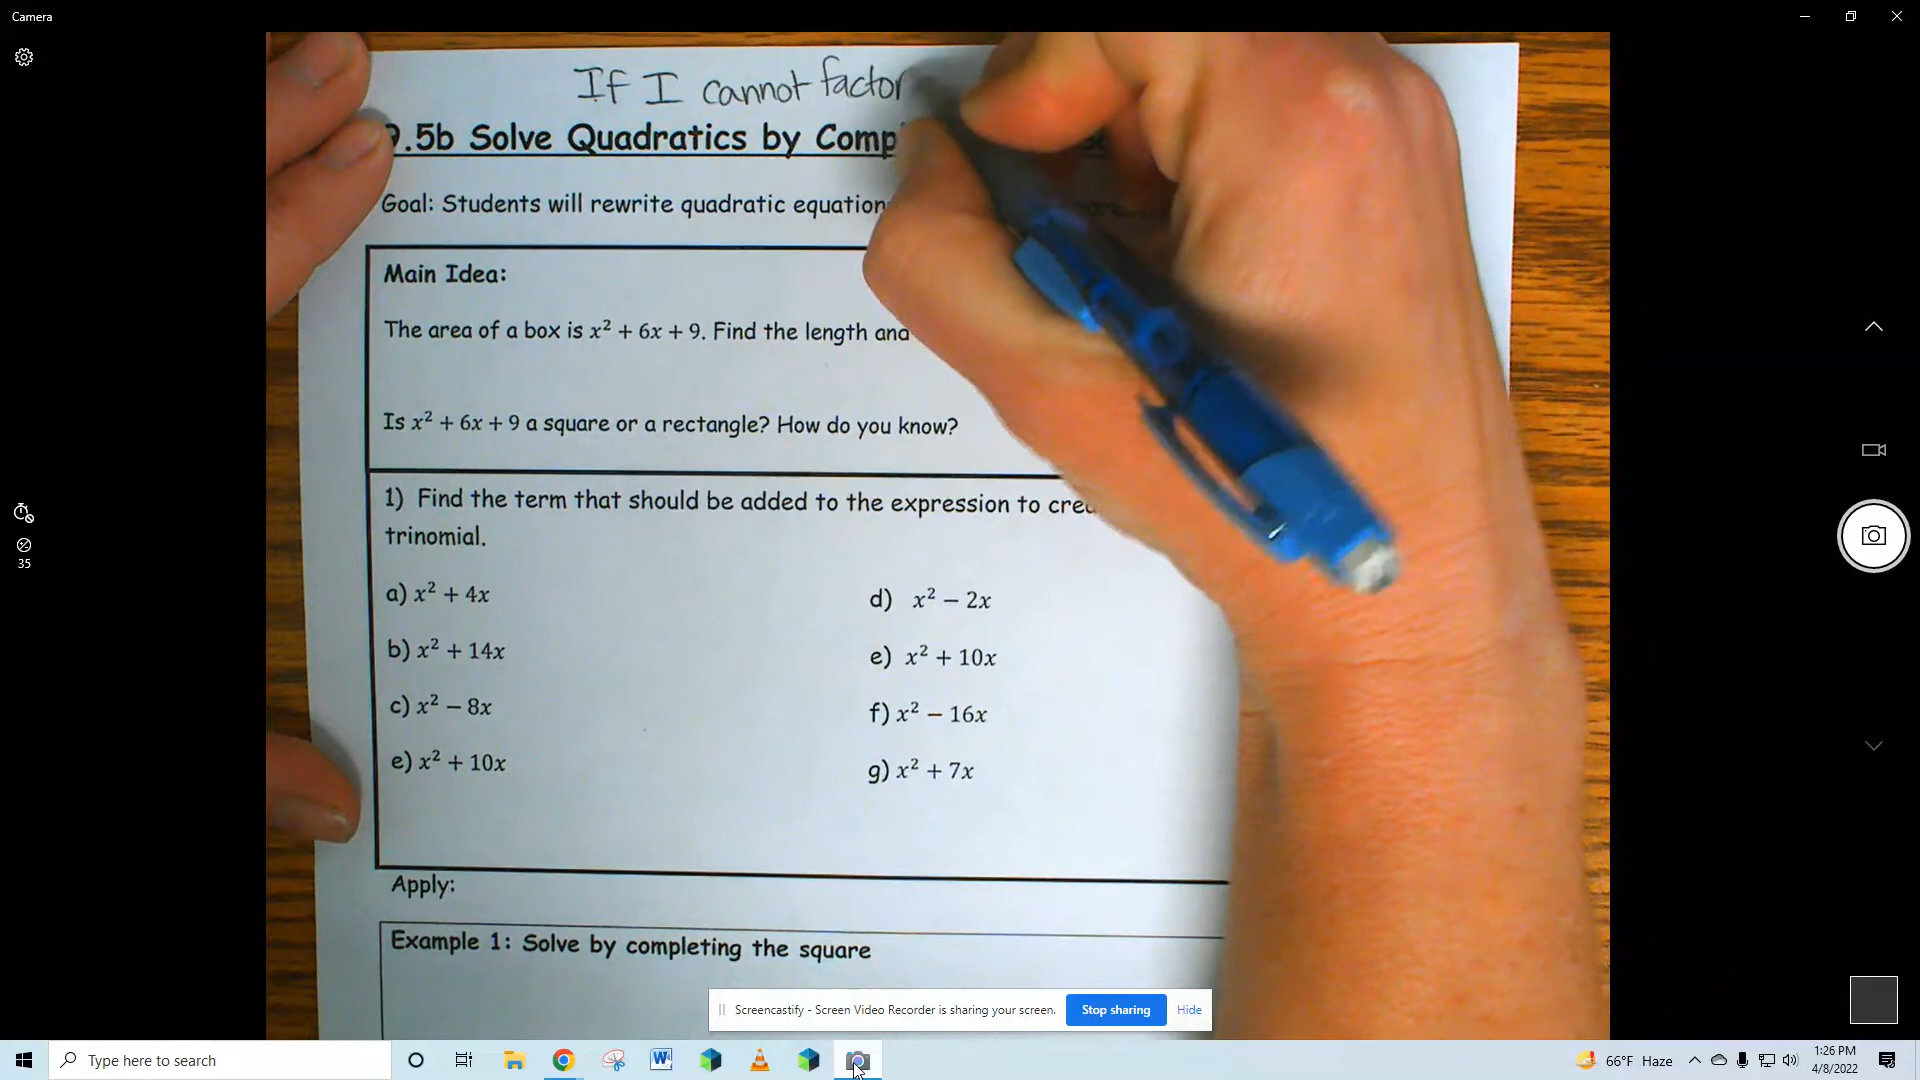 Camera
If I cannot factor
9.5b Solve Quadratics by Comp
Goal: Students will rewrite quadratic equation
Main Idea:
The area of a box is x² + 6x + 9. Find the length and
Is x² + 6x + 9 a square or a rectangle? How do you know?
1) Find the term that should be added to the expression to crea
trinomial.
a) x² + 4x
b) x² + 14x
c) x² − 8x
e) x² + 10x
d) x² − 2x
e) x² + 10x
f) x² − 16x
g) x² + 7x
Apply:
Example 1: Solve by completing the square
35
Screencastify - Screen Video Recorder is sharing your screen.
Stop sharing
Hide
Type here to search
66°F Haze
1:26 PM
4/8/2022